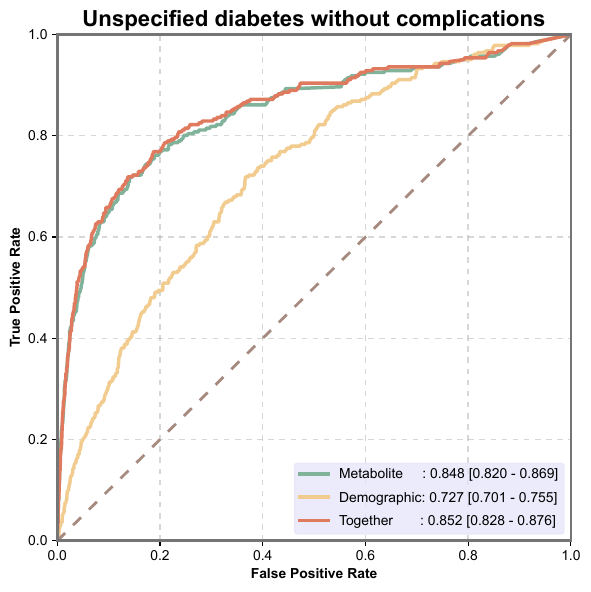 Unspecified diabetes without complications
1.0
0.8
0.6
0.4
0.2
0.0
True Positive Rate
Metabolite : 0.848 [0.820 - 0.869]
Demographic: 0.727 [0.701 - 0.755]
Together : 0.852 [0.828 - 0.876]
0.0 0.2 0.4 0.6 0.8 1.0
False Positive Rate